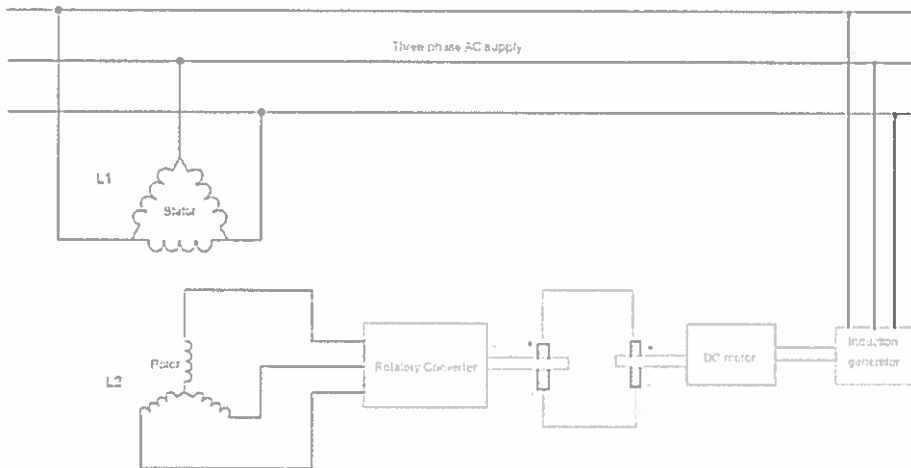 Three phase AC supply
L1
Stator
Rotor
L2
Rotatory Converter
DC motor
Induction
generator